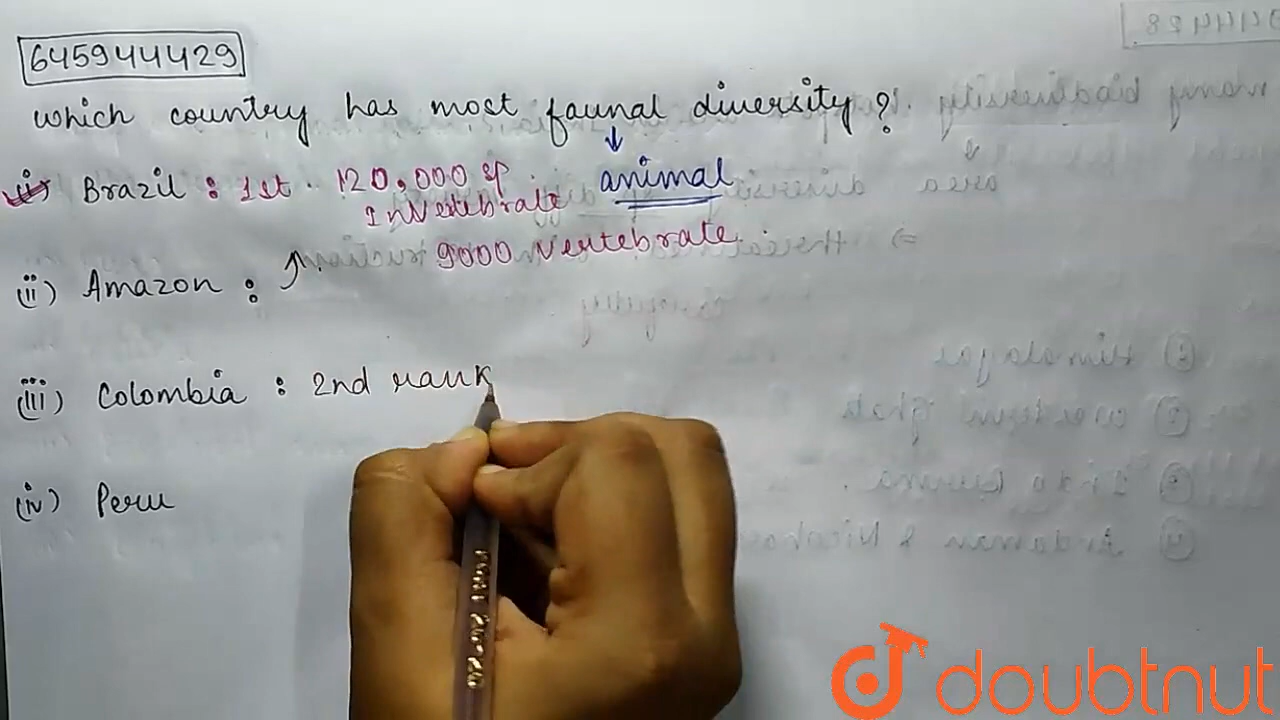 645944429
which country has most faunal diversity ?
animal
(i) Brazil : 1st . 120,000 sp
Invertebrate
9000 vertebrate
(ii) Amazon :
(iii) Colombia : 2nd rank
(iv) Peru
doubtnut